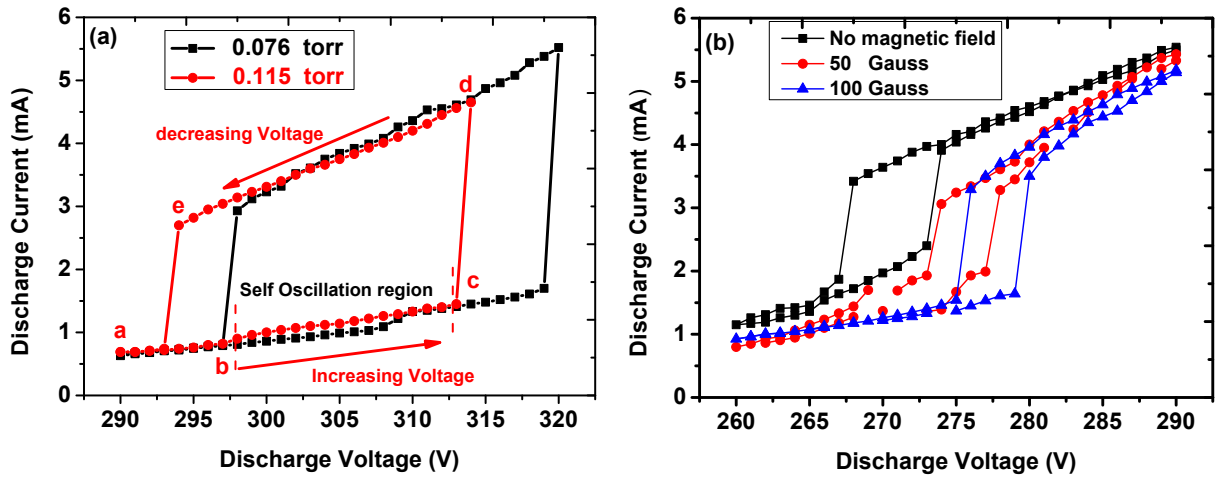 (a)
0.076 torr
0.115 torr
decreasing Voltage
d
e
Self Oscillation region
c
a
b
Increasing Voltage
6
5
4
3
2
1
0
290 295 300 305 310 315 320
Discharge Voltage (V)
Discharge Current (mA)
(b)
No magnetic field
50 Gauss
100 Gauss
6
5
4
3
2
1
0
260 265 270 275 280 285 290
Discharge Voltage (V)
Discharge Current (mA)